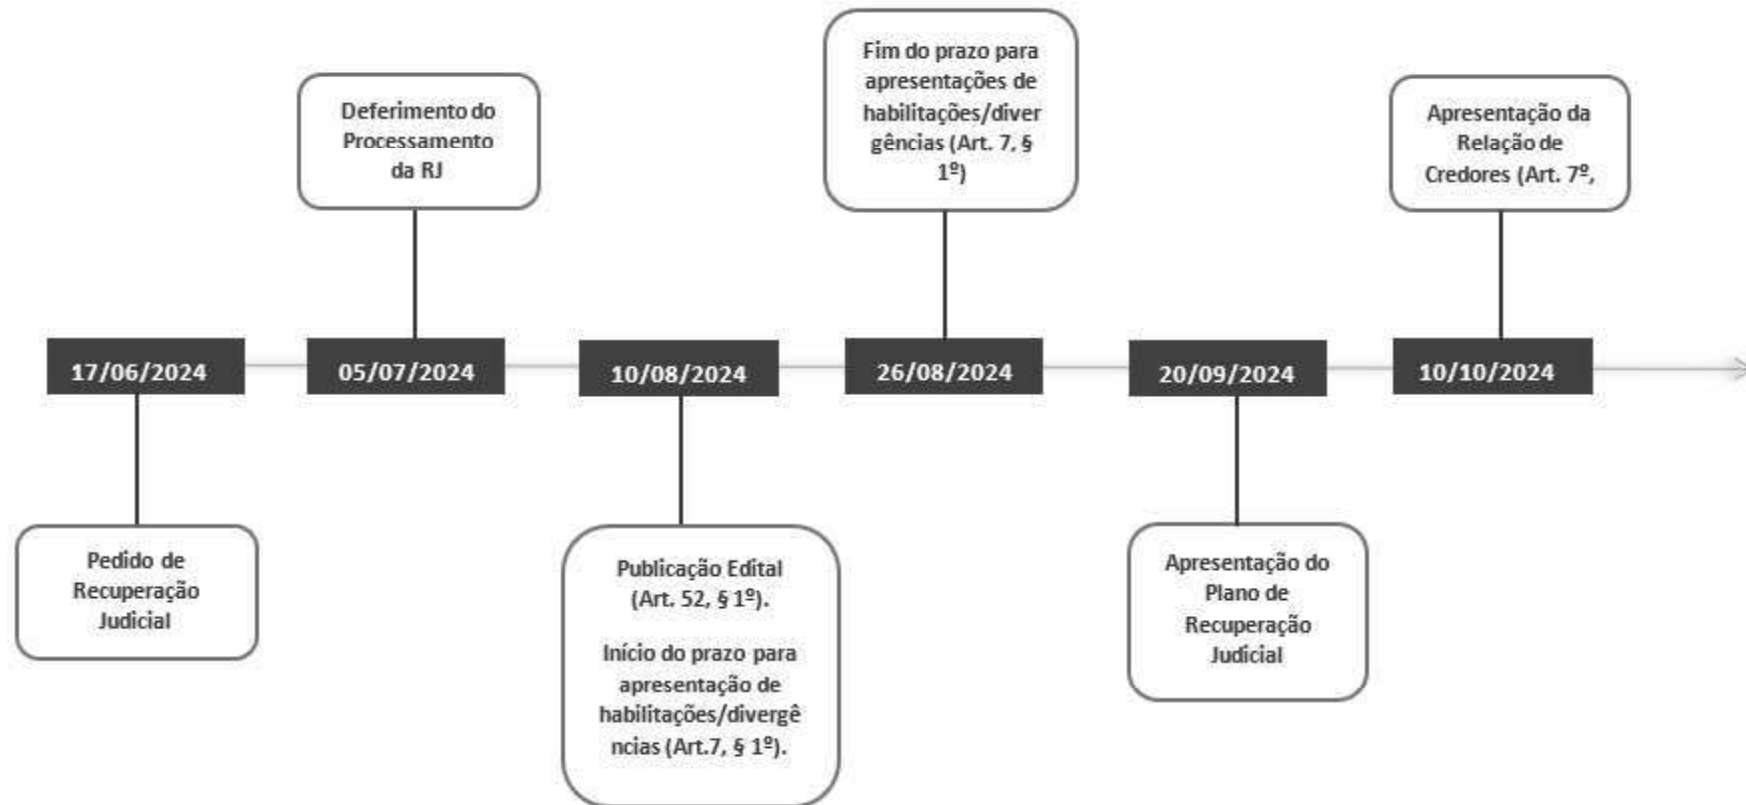 Fim do prazo para
apresentações de
habilitações/diver
gências (Art. 7, §
1º)
Deferimento do
Processamento
da RJ
Apresentação da
Relação de
Credores (Art. 7º,
17/06/2024
05/07/2024
10/08/2024
26/08/2024
20/09/2024
10/10/2024
Pedido de
Recuperação
Judicial
Publicação Edital
(Art. 52, § 1º).
Início do prazo para
apresentação de
habilitações/divergê
ncias (Art.7, § 1º).
Apresentação do
Plano de
Recuperação
Judicial